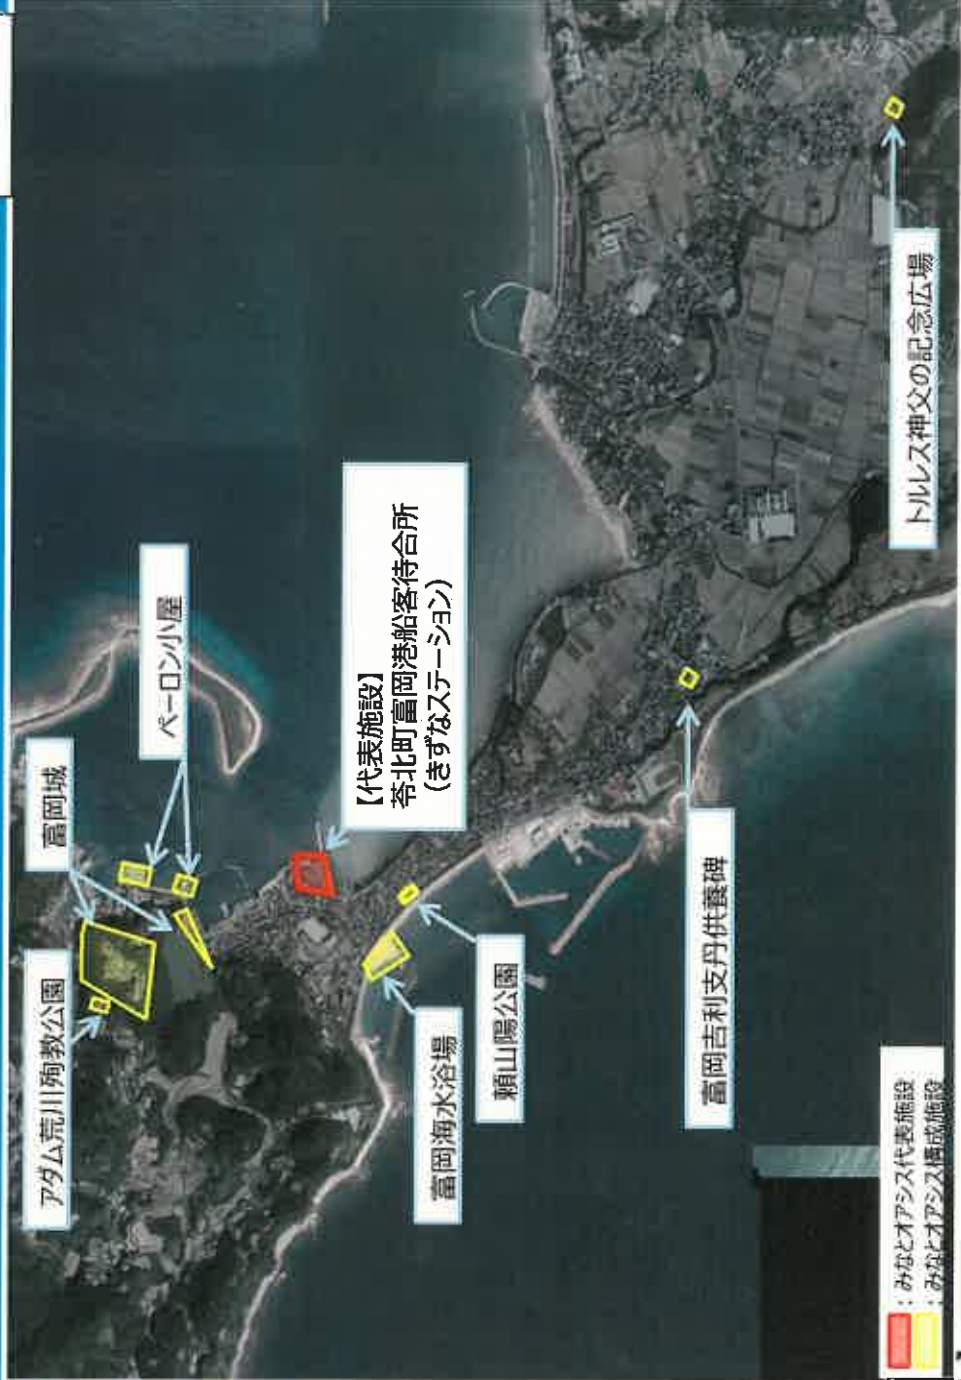 アダム荒川殉教公園
富岡城
ペーロン小屋
【代表施設】
苓北町富岡港船客待合所
(きずなステーション)
富岡海水浴場
頼山陽公園
富岡吉利支丹供養碑
トルレス神父の記念広場
:みなとオアシス代表施設
:みなとオアシス構成施設